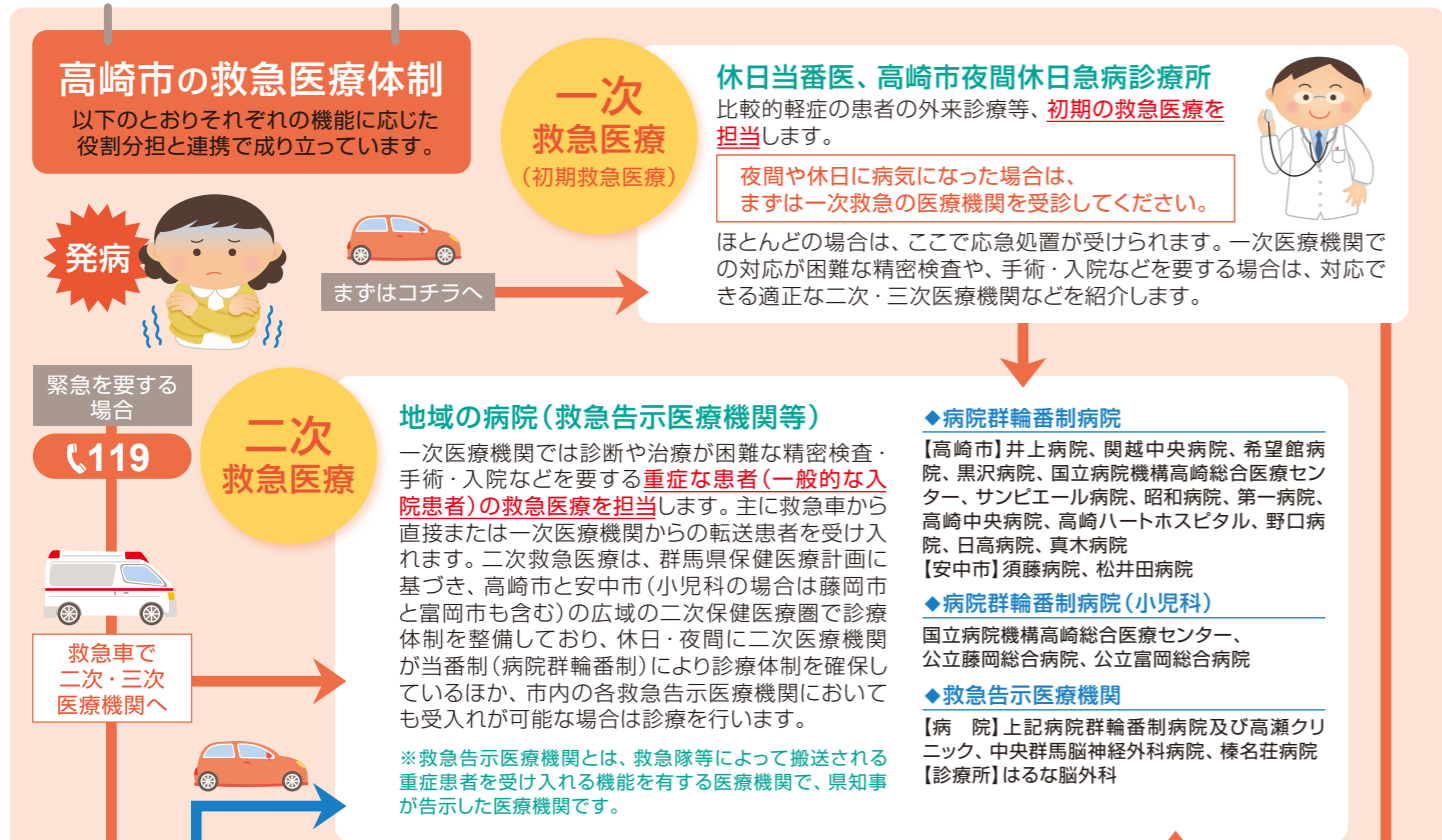 高崎市の救急医療体制
以下のとおりそれぞれの機能に応じた
役割分担と連携で成り立っています。
発病
まずはコチラへ
一次
救急医療
(初期救急医療)
休日当番医、高崎市夜間休日急病診療所
比較的軽症の患者の外来診療等、初期の救急医療を
担当します。
夜間や休日に病気になった場合は、
まずは一次救急の医療機関を受診してください。
ほとんどの場合は、ここで応急処置が受けられます。一次医療機関で
の対応が困難な精密検査や、手術・入院などを要する場合は、対応で
きる適正な二次・三次医療機関などを紹介します。
緊急を要する
場合
119
救急車で
二次・三次
医療機関へ
二次
救急医療
地域の病院(救急告示医療機関等)
一次医療機関では診断や治療が困難な精密検査・
手術・入院などを要する重症な患者(一般的な入
院患者)の救急医療を担当します。主に救急車から
直接または一次医療機関からの転送患者を受け入
れます。二次救急医療は、群馬県保健医療計画に
基づき、高崎市と安中市(小児科の場合は藤岡市
と富岡市も含む)の広域の二次保健医療圏で診療
体制を整備しており、休日・夜間に二次医療機関
が当番制(病院群輪番制)により診療体制を確保し
ているほか、市内の各救急告示医療機関において
も受入れが可能な場合は診療を行います。
※救急告示医療機関とは、救急隊等によって搬送される
重症患者を受け入れる機能を有する医療機関で、県知事
が告示した医療機関です。
◆病院群輪番制病院
【高崎市】井上病院、関越中央病院、希望館病
院、黒沢病院、国立病院機構高崎総合医療セン
ター、サンピエール病院、昭和病院、第一病院、
高崎中央病院、高崎ハートホスピタル、野口病
院、日高病院、真木病院
【安中市】須藤病院、松井田病院
◆病院群輪番制病院(小児科)
国立病院機構高崎総合医療センター、
公立藤岡総合病院、公立富岡総合病院
◆救急告示医療機関
【病　院】上記病院群輪番制病院及び高瀬クリ
ニック、中央群馬脳神経外科病院、榛名荘病院
【診療所】はるな脳外科